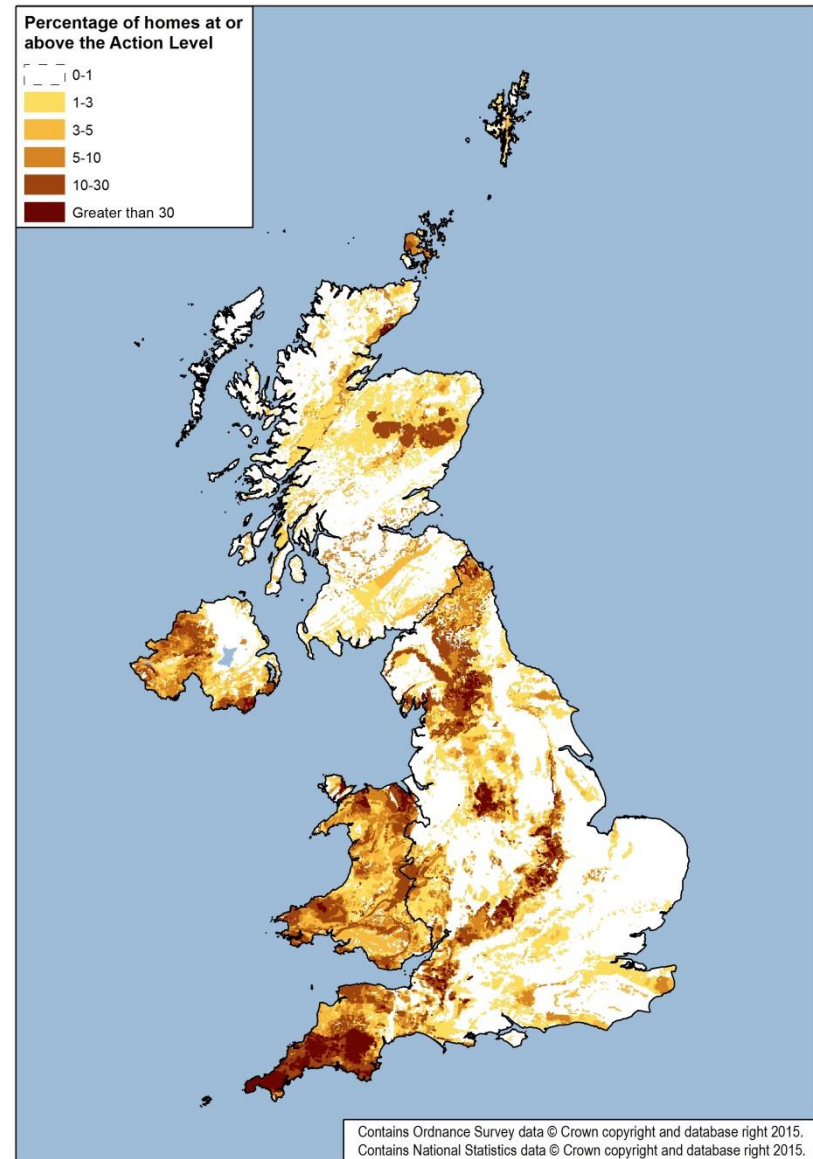 Percentage of homes at or
above the Action Level
0-1
1-3
3-5
5-10
10-30
Greater than 30
Contains Ordnance Survey data © Crown copyright and database right 2015.
Contains National Statistics data © Crown copyright and database right 2015.